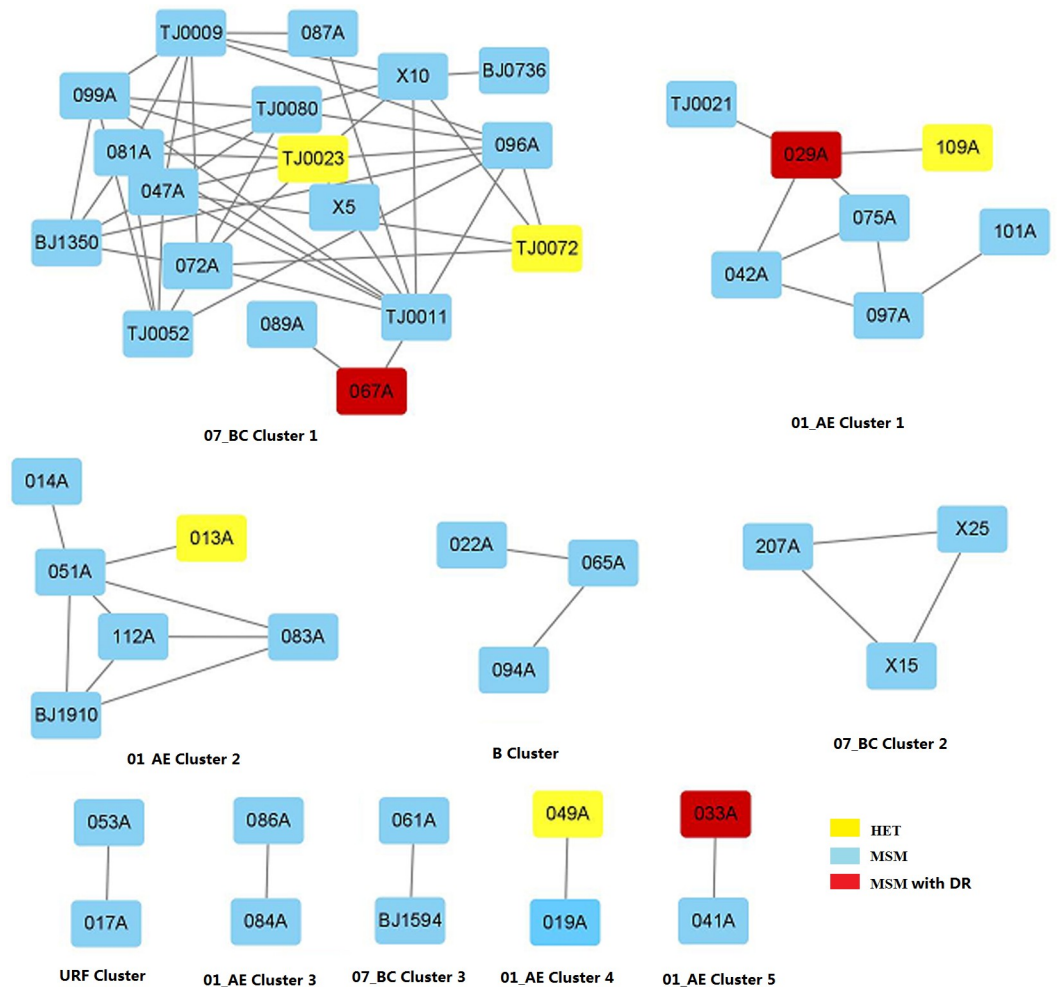 TJ0009
087A
X10
BJ0736
099A
TJ0080
081A
TJ0023
096A
047A
X5
BJ1350
072A
TJ0072
TJ0052
089A
TJ0011
067A
07_BC Cluster 1
TJ0021
029A
109A
075A
101A
042A
097A
01_AE Cluster 1
014A
013A
051A
112A
083A
BJ1910
01_AE Cluster 2
022A
065A
094A
B Cluster
207A
X25
X15
07_BC Cluster 2
053A
017A
URF Cluster
086A
084A
01_AE Cluster 3
061A
BJ1594
07_BC Cluster 3
049A
019A
01_AE Cluster 4
033A
041A
01_AE Cluster 5
HET
MSM
MSM with DR